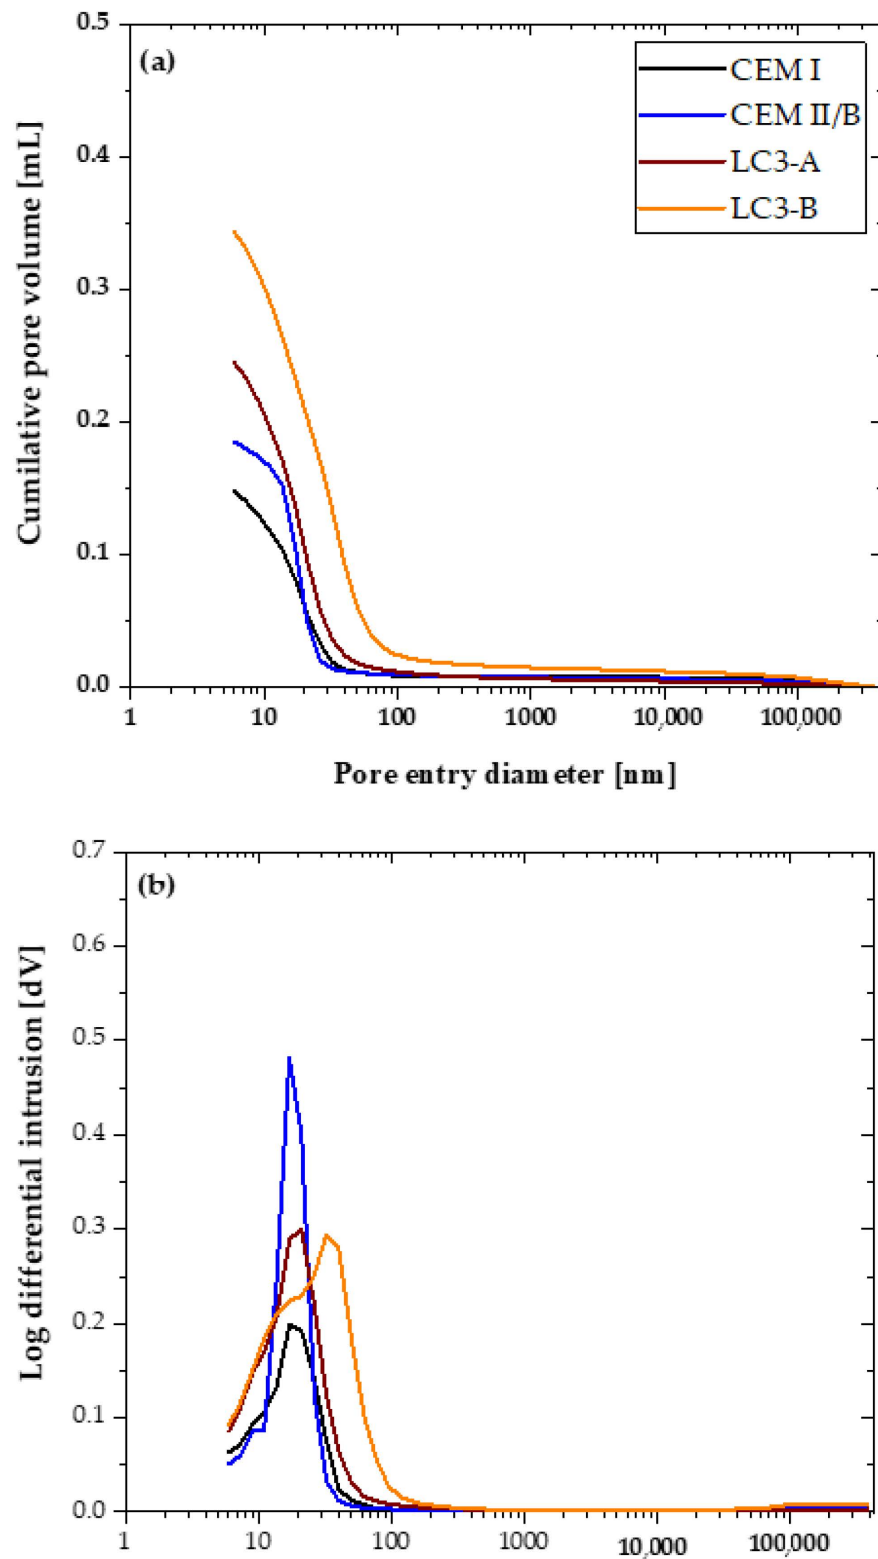 (a)
CEM I
CEM II/B
LC3-A
LC3-B
Cumilative pore volume [mL]
0.5
0.4
0.3
0.2
0.1
0.0
1 10 100 1000 10,000 100,000
Pore entry diameter [nm]
(b)
Log differential intrusion [dV]
0.7
0.6
0.5
0.4
0.3
0.2
0.1
0.0
1 10 100 1000 10,000 100,000